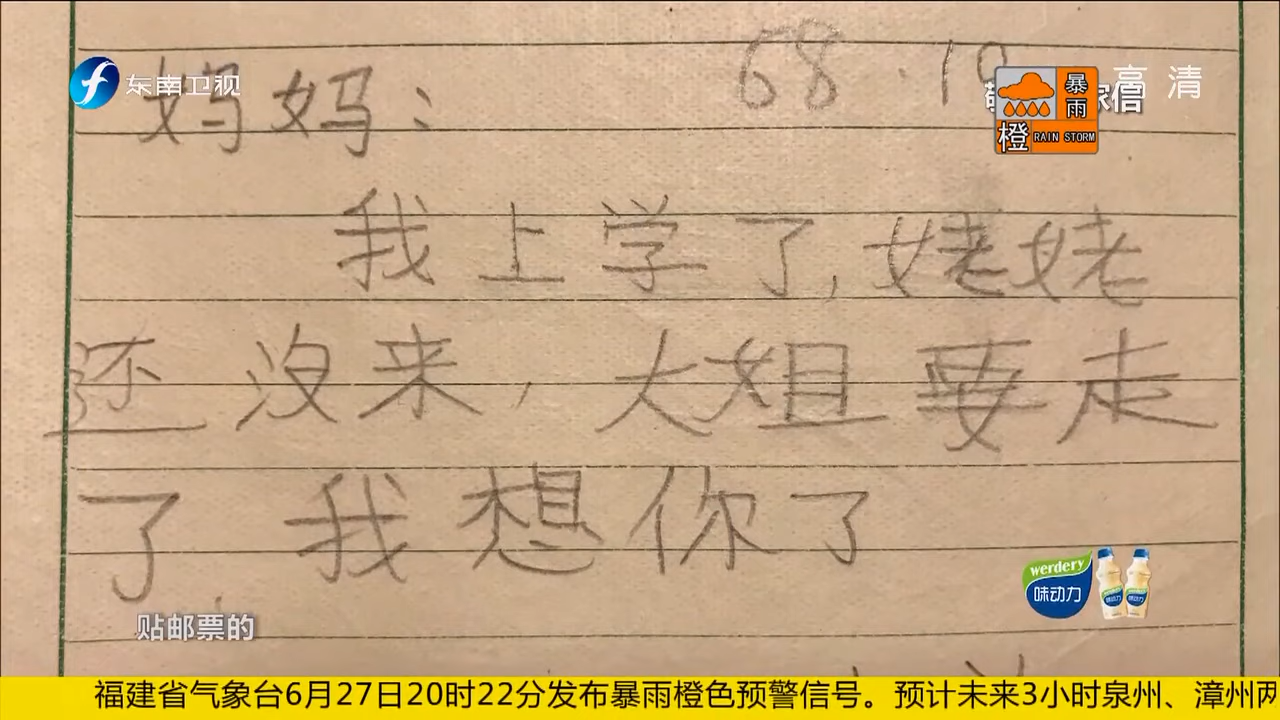 68.10
东南卫视
高清
暴雨
橙 RAIN STORM
家信
妈妈：
我上学了，姥姥
还没来，大姐要走
了 我想你了
werdery
味动力
贴邮票的
福建省气象台6月27日20时22分发布暴雨橙色预警信号。预计未来3小时泉州、漳州两